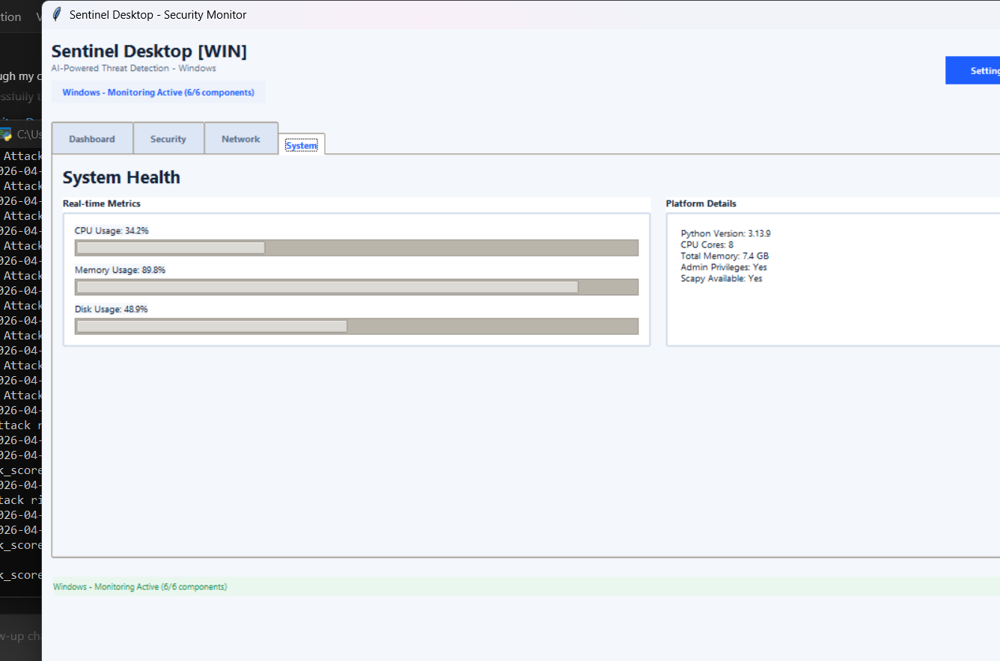 Sentinel Desktop - Security Monitor
Sentinel Desktop [WIN]
AI-Powered Threat Detection - Windows
Setting
Windows - Monitoring Active (6/6 components)
Dashboard
Security
Network
System
System Health
Real-time Metrics
CPU Usage: 34.2%
Memory Usage: 89.8%
Disk Usage: 48.9%
Platform Details
Python Version: 3.13.9
CPU Cores: 8
Total Memory: 7.4 GB
Admin Privileges: Yes
Scapy Available: Yes
Windows - Monitoring Active (6/6 components)
tion
ugh my c
ssfully t
C:\Us
Attack
026-04-
Attack
026-04-
Attack
026-04-
Attack
026-04-
Attack
026-04-
Attack
026-04-
Attack
026-04-
Attack
026-04-
Attack
026-04-
ttack r
026-04-
026-04-
k_score
026-04-
tack ri
026-04-
026-04-
k_score
k_score
w-up cha